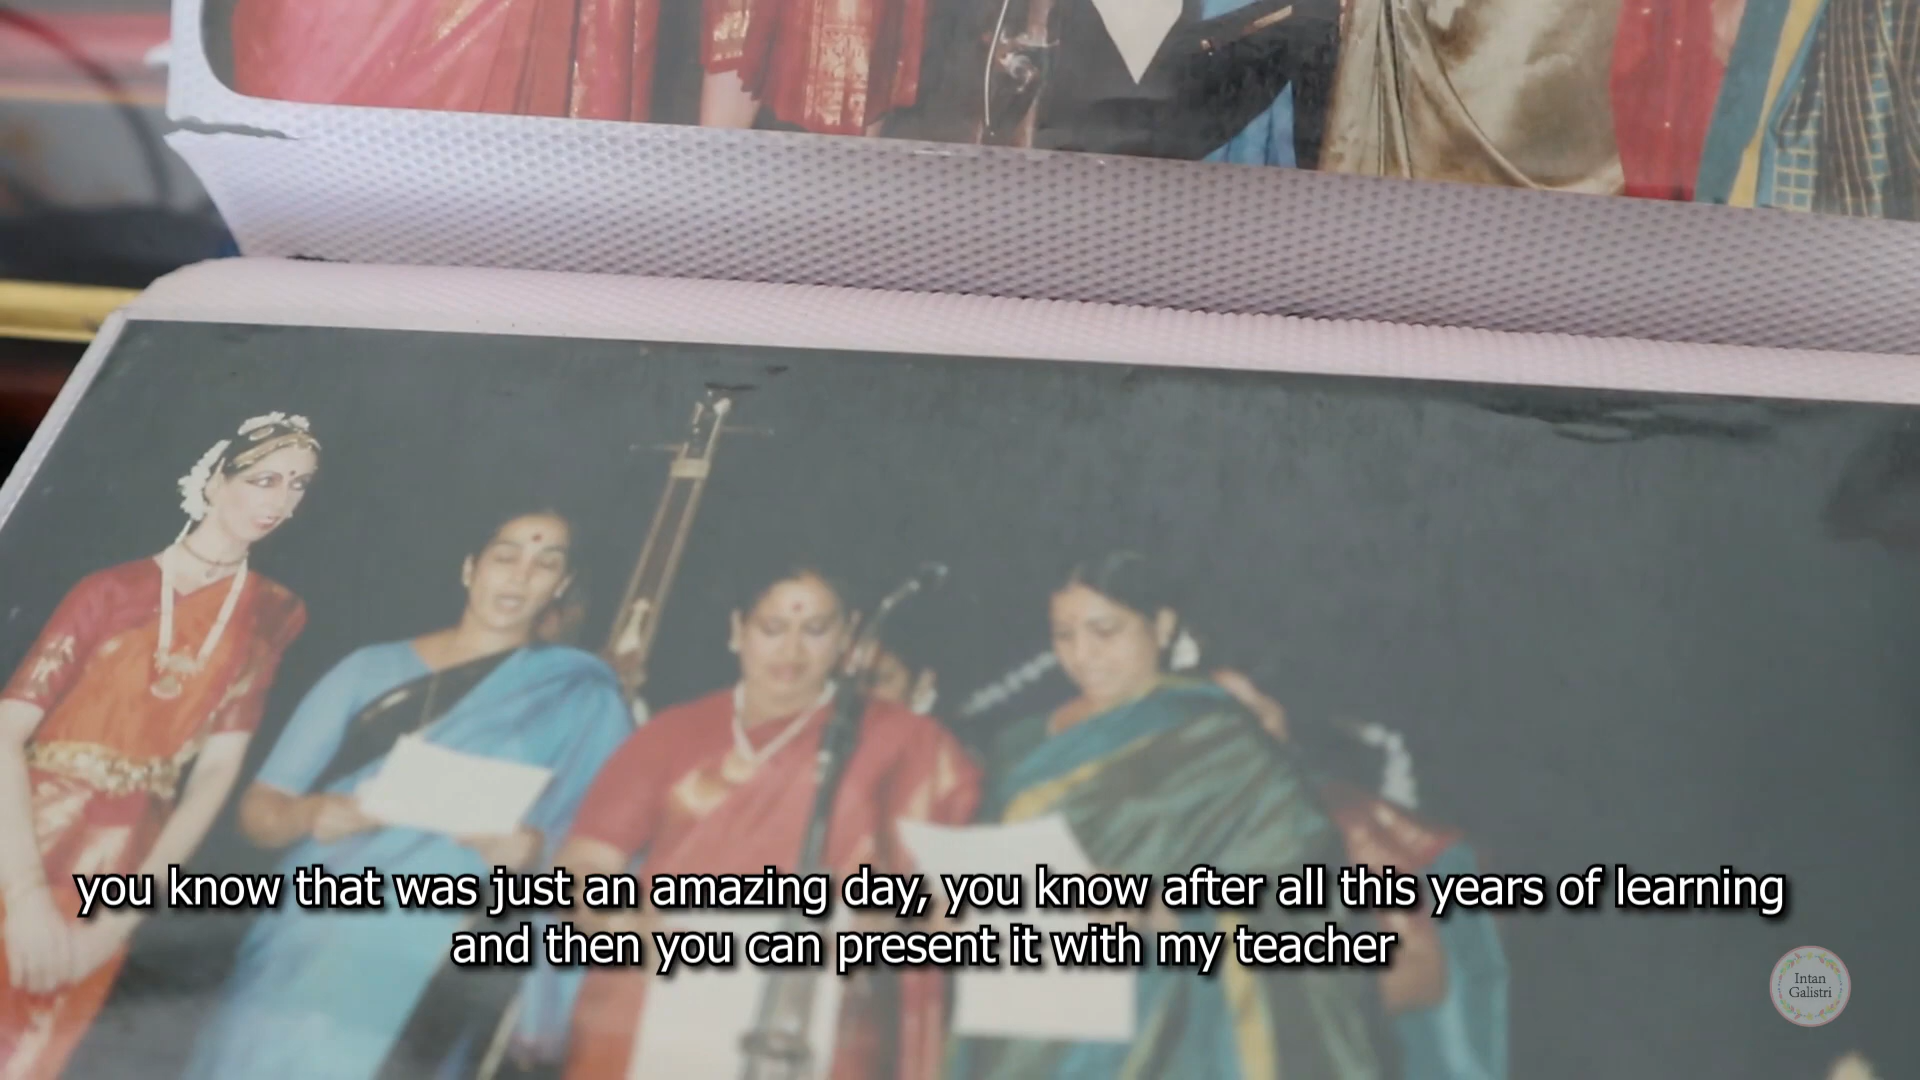 you know that was just an amazing day, you know after all this years of learning
and then you can present it with my teacher
Intan
Galistri